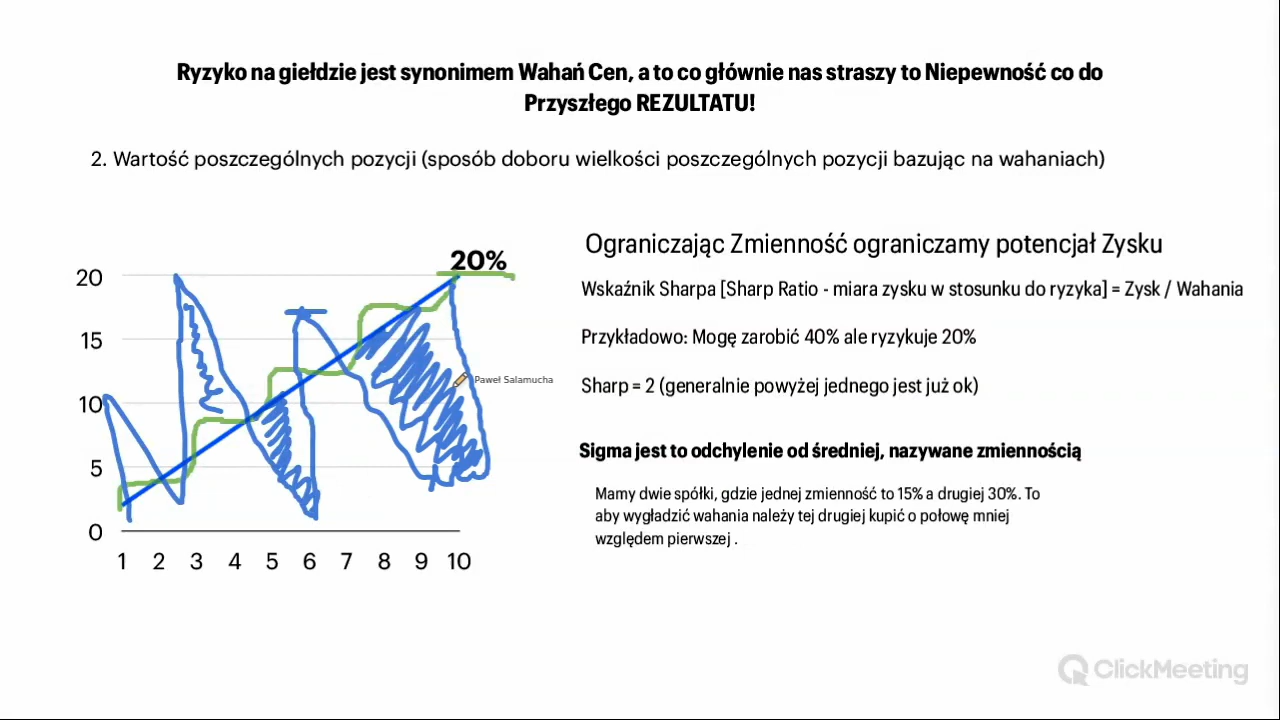 Ryzyko na giełdzie jest synonimem Wahań Cen, a to co głównie nas straszy to Niepewność co do
Przyszłego REZULTATU!
2. Wartość poszczególnych pozycji (sposób doboru wielkości poszczególnych pozycji bazując na wahaniach)
20%
20
15
10
5
0
1 2 3 4 5 6 7 8 9 10
Paweł Salamucha
Ograniczając Zmienność ograniczamy potencjał Zysku
Wskaźnik Sharpa [Sharp Ratio - miara zysku w stosunku do ryzyka] = Zysk / Wahania
Przykładowo: Mogę zarobić 40% ale ryzykuje 20%
Sharp = 2 (generalnie powyżej jednego jest już ok)
Sigma jest to odchylenie od średniej, nazywane zmiennością
Mamy dwie spółki, gdzie jednej zmienność to 15% a drugiej 30%. To
aby wygładzić wahania należy tej drugiej kupić o połowę mniej
względem pierwszej .
ClickMeeting